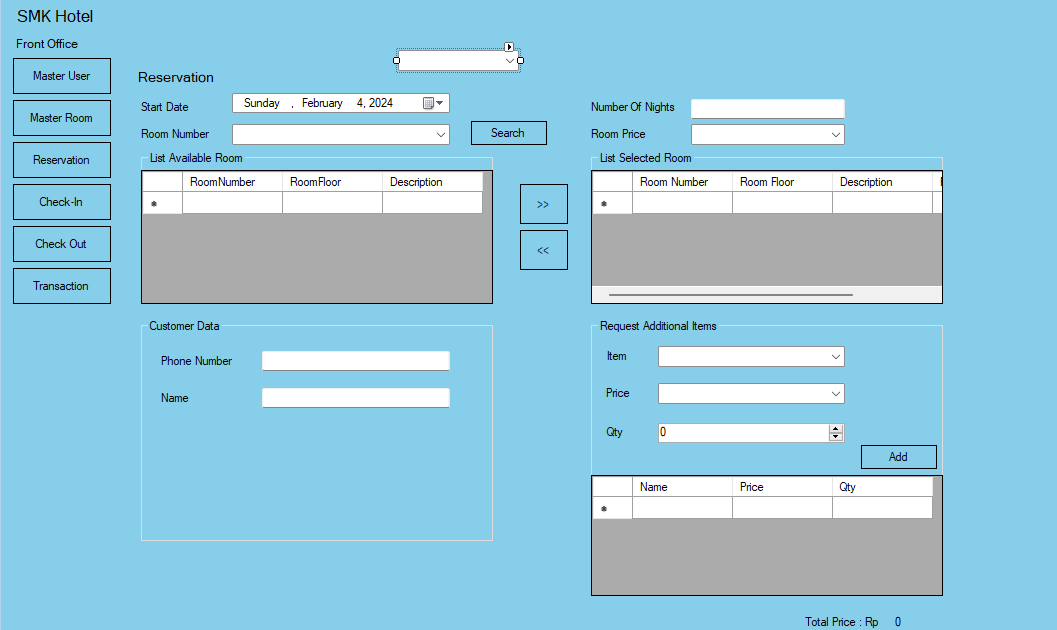 SMK Hotel
Front Office
Master User
Master Room
Reservation
Check-In
Check Out
Transaction
Reservation
Start Date
Sunday , February 4, 2024
Room Number
Search
Number Of Nights
Room Price
List Available Room
RoomNumber RoomFloor Description
>>
<<
List Selected Room
Room Number Room Floor Description
Customer Data
Phone Number
Name
Request Additional Items
Item
Price
Qty 0
Add
Name Price Qty
Total Price : Rp 0